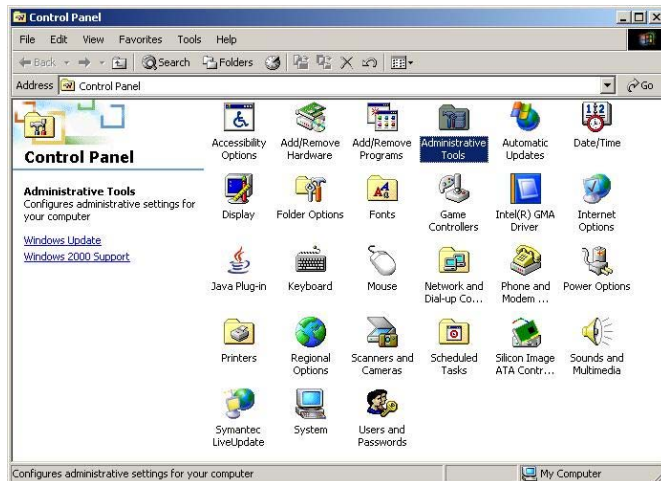 Control Panel
File Edit View Favorites Tools Help
Back Search Folders
Address Control Panel Go
Control Panel
Administrative Tools
Configures administrative settings for
your computer
Windows Update
Windows 2000 Support
Accessibility
Options
Add/Remove
Hardware
Add/Remove
Programs
Administrative
Tools
Automatic
Updates
Date/Time
Display
Folder Options
Fonts
Game
Controllers
Intel(R) GMA
Driver
Internet
Options
Java Plug-in
Keyboard
Mouse
Network and
Dial-up Co...
Phone and
Modem ...
Power Options
Printers
Regional
Options
Scanners and
Cameras
Scheduled
Tasks
Silicon Image
ATA Contr...
Sounds and
Multimedia
Symantec
LiveUpdate
System
Users and
Passwords
Configures administrative settings for your computer My Computer